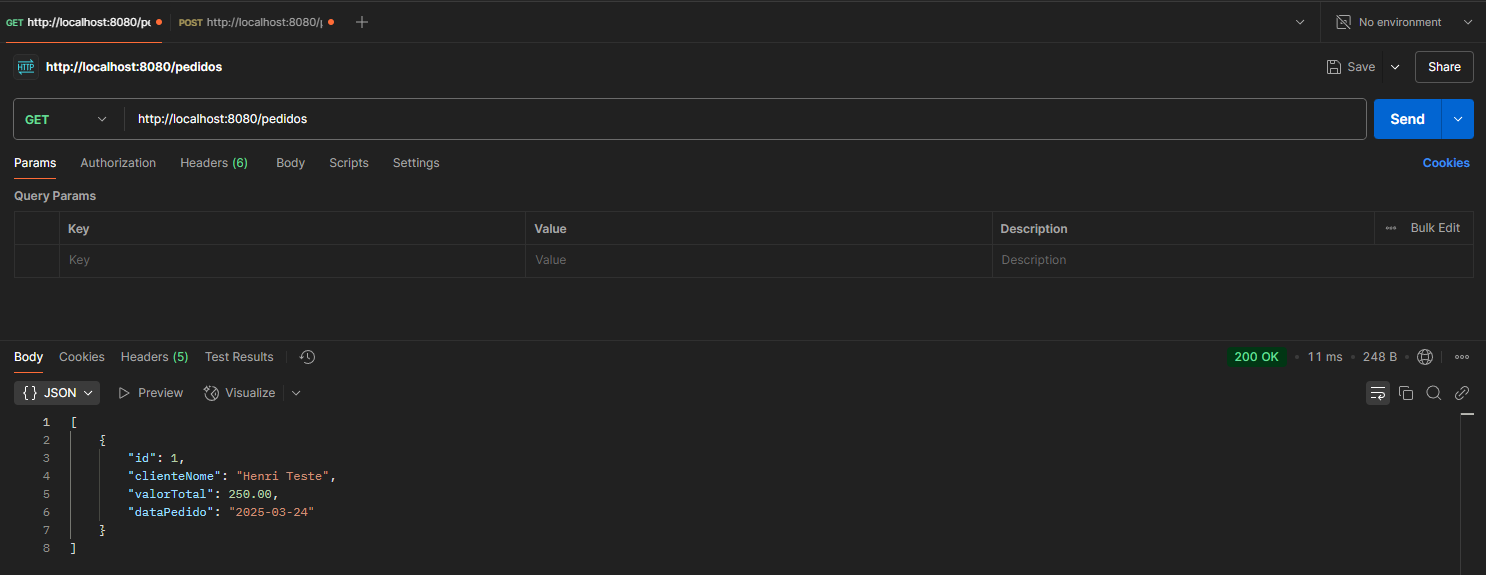 GET http://localhost:8080/pe POST http://localhost:8080/p No environment
HTTP http://localhost:8080/pedidos Save Share
GET http://localhost:8080/pedidos Send
Params Authorization Headers (6) Body Scripts Settings Cookies
Query Params
Key Value Description Bulk Edit
Key Value Description
Body Cookies Headers (5) Test Results 200 OK 11 ms 248 B
{} JSON Preview Visualize
1 [
2 {
3 "id": 1,
4 "clienteNome": "Henri Teste",
5 "valorTotal": 250.00,
6 "dataPedido": "2025-03-24"
7 }
8 ]